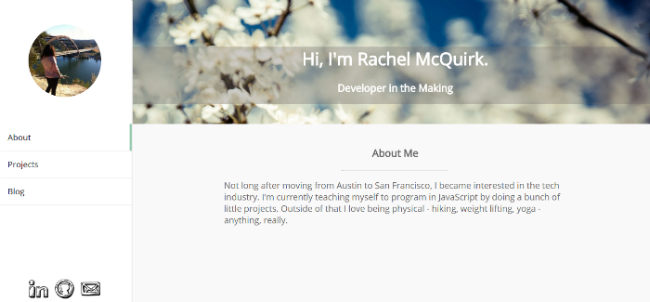 Hi, I'm Rachel McQuirk.
Developer in the Making
About
Projects
Blog
About Me
Not long after moving from Austin to San Francisco, I became interested in the tech
industry. I'm currently teaching myself to program in JavaScript by doing a bunch of
little projects. Outside of that I love being physical - hiking, weight lifting, yoga -
anything, really.
in